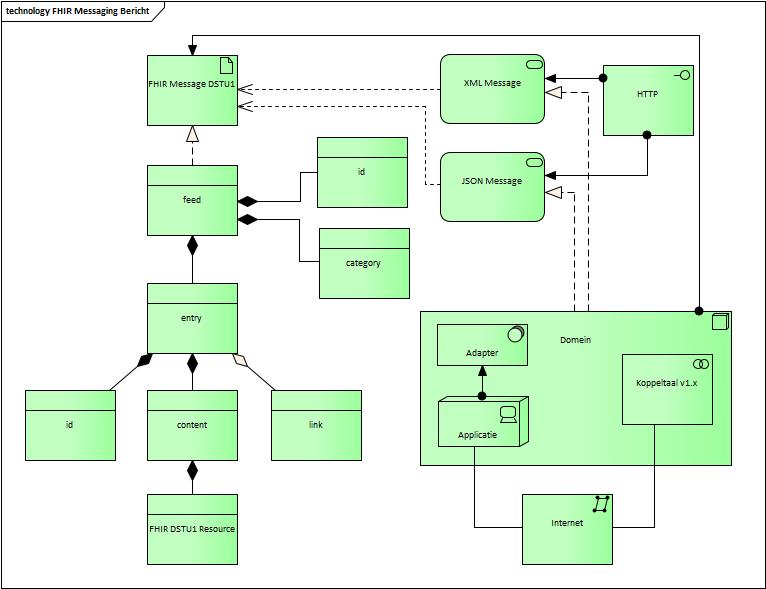 technology FHIR Messaging Bericht
FHIR Message DSTU1
XML Message
HTTP
id
JSON Message
feed
category
entry
Domein
Adapter
Koppeltaal v1.x
id
content
link
Applicatie
Internet
FHIR DSTU1 Resource